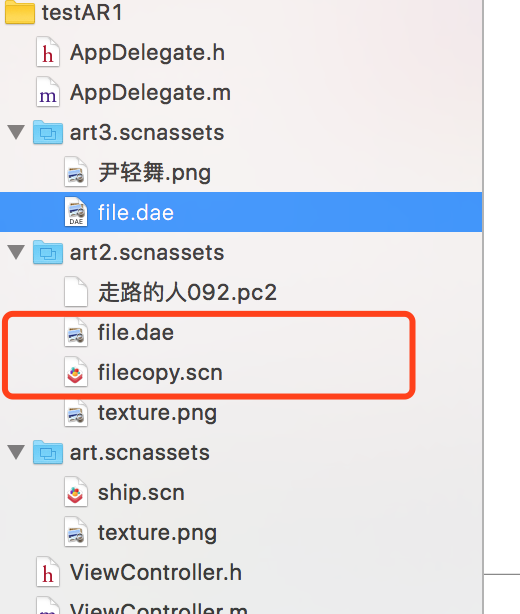 testAR1
AppDelegate.h
AppDelegate.m
art3.scnassets
尹轻舞.png
file.dae
art2.scnassets
走路的人092.pc2
file.dae
filecopy.scn
texture.png
art.scnassets
ship.scn
texture.png
ViewController.h
ViewController.m